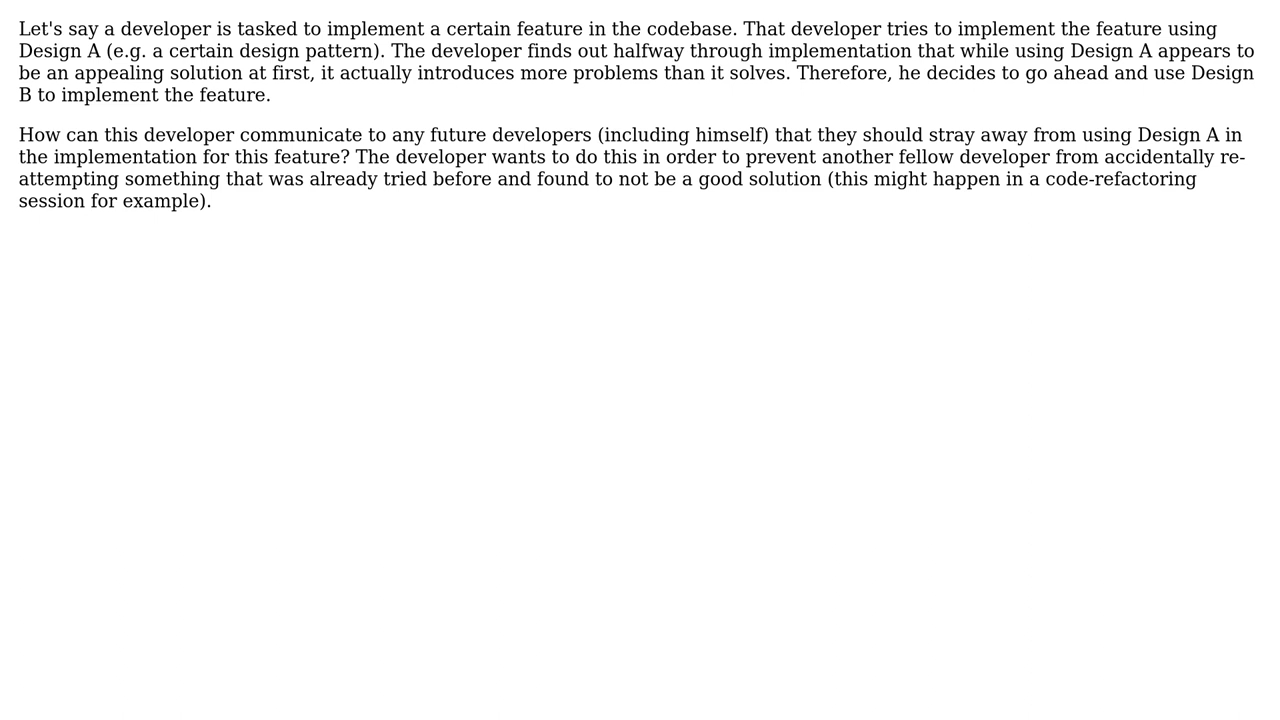 Let's say a developer is tasked to implement a certain feature in the codebase. That developer tries to implement the feature using
Design A (e.g. a certain design pattern). The developer finds out halfway through implementation that while using Design A appears to
be an appealing solution at first, it actually introduces more problems than it solves. Therefore, he decides to go ahead and use Design
B to implement the feature.
How can this developer communicate to any future developers (including himself) that they should stray away from using Design A in
the implementation for this feature? The developer wants to do this in order to prevent another fellow developer from accidentally re-
attempting something that was already tried before and found to not be a good solution (this might happen in a code-refactoring
session for example).